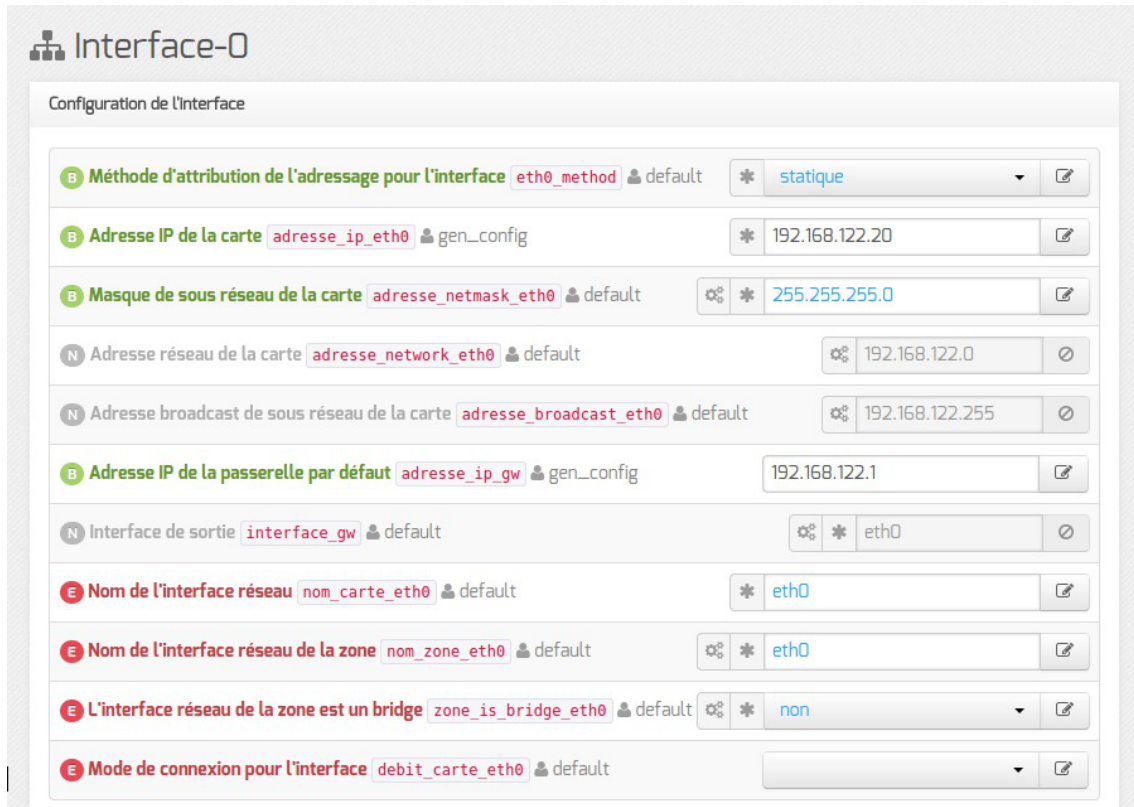 Interface-0
Configuration de l'interface
B Méthode d'attribution de l'adressage pour l'interface eth0_method default * statique
B Adresse IP de la carte adresse_ip_eth0 gen_config * 192.168.122.20
B Masque de sous réseau de la carte adresse_netmask_eth0 default * 255.255.255.0
N Adresse réseau de la carte adresse_network_eth0 default 192.168.122.0
N Adresse broadcast de sous réseau de la carte adresse_broadcast_eth0 default 192.168.122.255
B Adresse IP de la passerelle par défaut adresse_ip_gw gen_config 192.168.122.1
N Interface de sortie interface_gw default * eth0
E Nom de l'interface réseau nom_carte_eth0 default * eth0
E Nom de l'interface réseau de la zone nom_zone_eth0 default * eth0
E L'interface réseau de la zone est un bridge zone_is_bridge_eth0 default * non
E Mode de connexion pour l'interface debit_carte_eth0 default